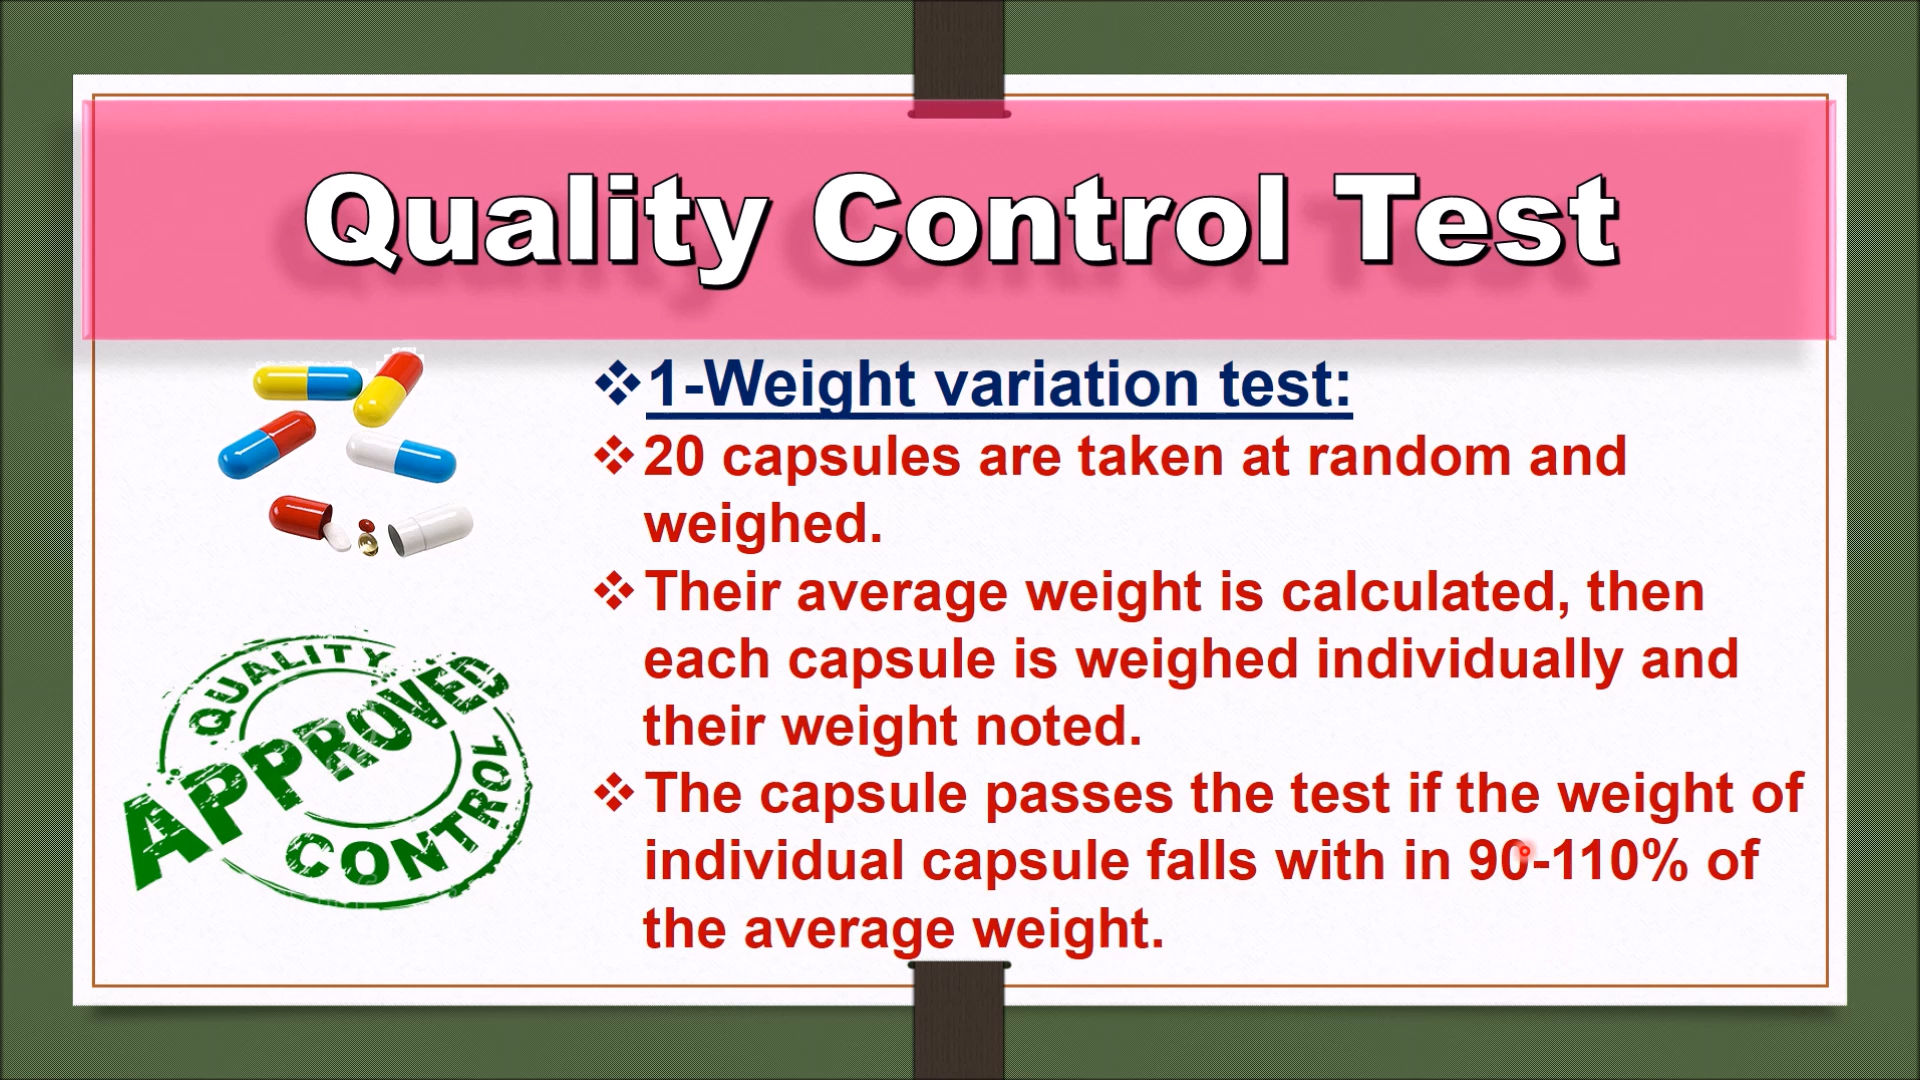 Quality Control Test
❖1-Weight variation test:
❖20 capsules are taken at random and
weighed.
❖Their average weight is calculated, then
each capsule is weighed individually and
their weight noted.
❖The capsule passes the test if the weight of
individual capsule falls with in 90-110% of
the average weight.
QUALITY
APPROVED
CONTROL